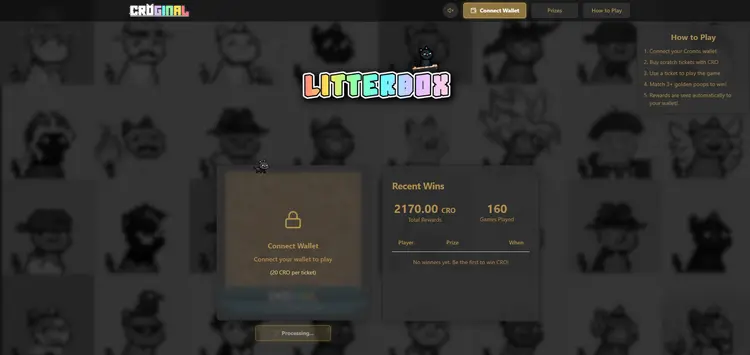 CROGINAL
Connect Wallet
Prizes
How to Play
How to Play
1. Connect your Cronos wallet
2. Buy scratch tickets with CRO
3. Use a ticket to play the game
4. Match 3+ golden poops to win!
5. Rewards are sent automatically to
your wallet!
LITTERBOX
Connect Wallet
Connect your wallet to play
(20 CRO per ticket)
Processing...
Recent Wins
2170.00 CRO
Total Rewards
160
Games Played
Player
Prize
When
No winners yet. Be the first to win CRO!